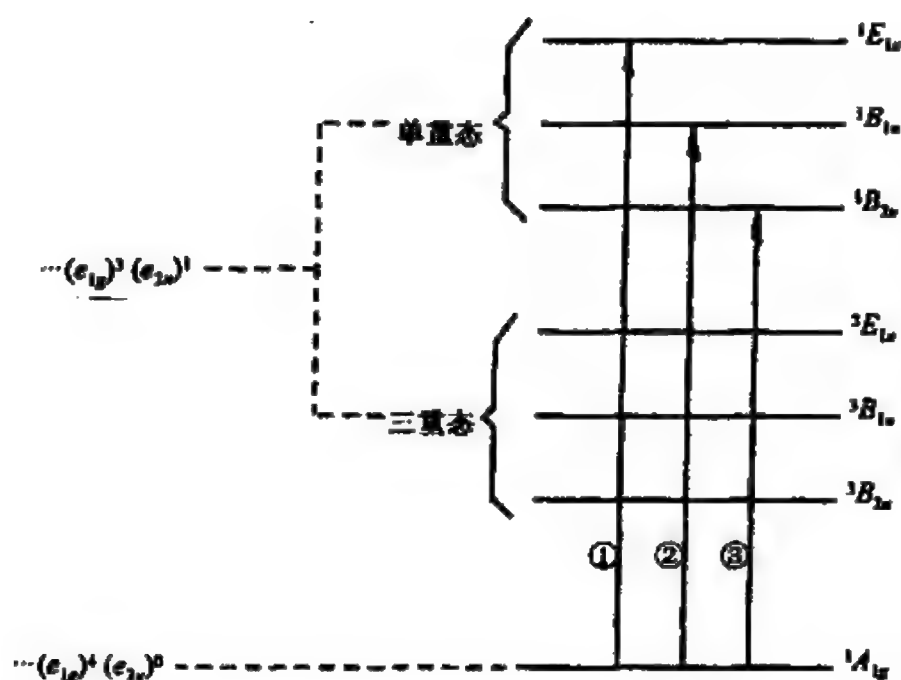 ¹E₁ᵤ
单重态
¹B₁ᵤ
¹B₂ᵤ
···(e₁g)³ (e₂ᵤ)¹
³E₁ᵤ
三重态
³B₁ᵤ
³B₂ᵤ
① ② ③
···(e₁g)⁴ (e₂ᵤ)⁰
¹A₁g